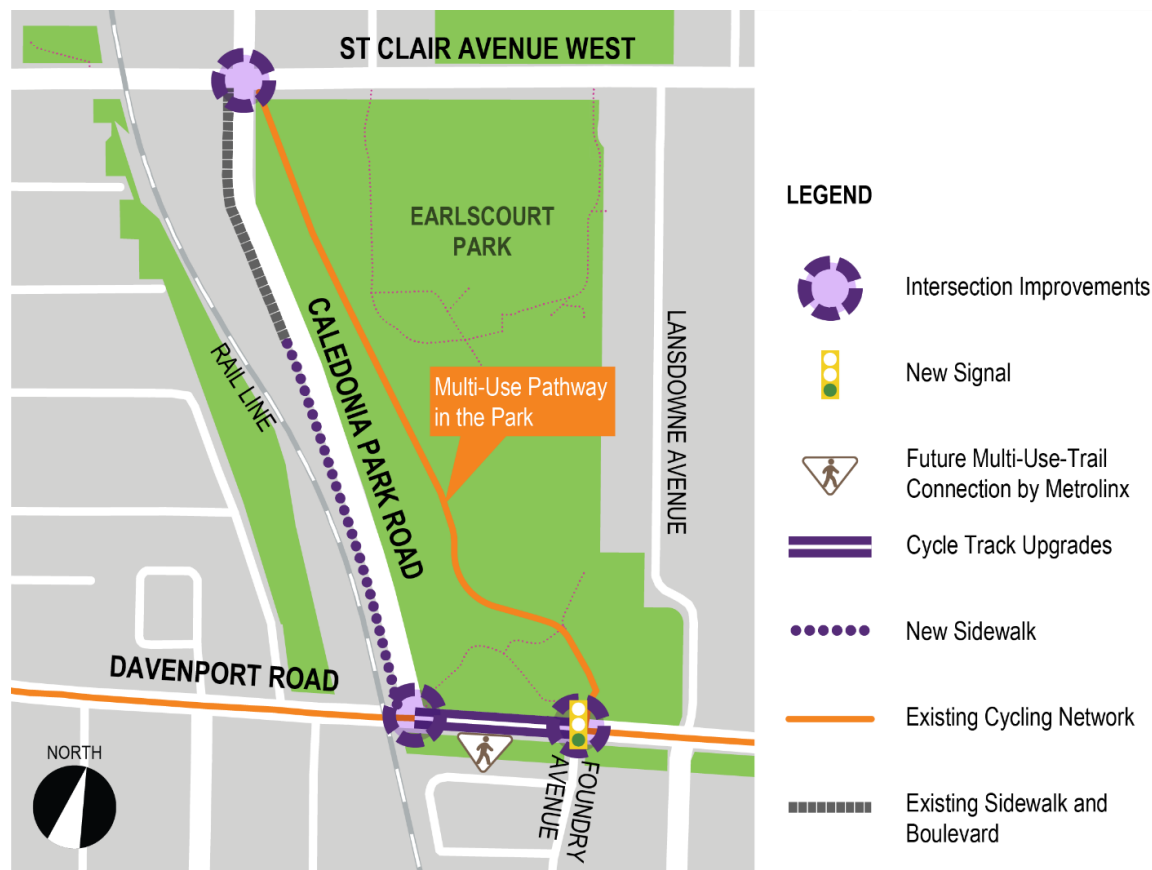 ST CLAIR AVENUE WEST
EARLSCOURT
PARK
CALEDONIA PARK ROAD
RAIL LINE
LANSDOWNE AVENUE
Multi-Use Pathway
in the Park
DAVENPORT ROAD
FOUNDRY
AVENUE
NORTH
LEGEND
Intersection Improvements
New Signal
Future Multi-Use-Trail
Connection by Metrolinx
Cycle Track Upgrades
New Sidewalk
Existing Cycling Network
Existing Sidewalk and
Boulevard